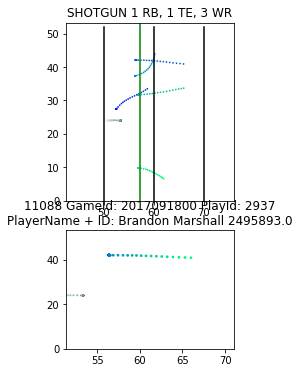 SHOTGUN 1 RB, 1 TE, 3 WR
50
40
30
20
10
0
50 60 70
11088 GameId: 2017091800 PlayId: 2937
PlayerName + ID: Brandon Marshall 2495893.0
40
20
0
55 60 65 70